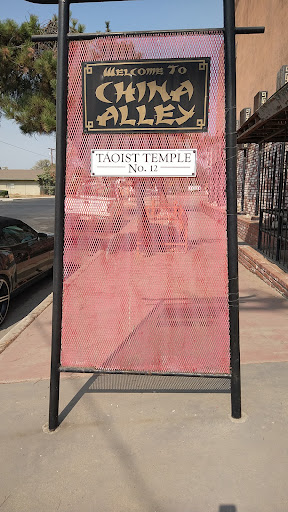 WELCOME TO
CHINA
ALLEY
TAOIST TEMPLE
No. 12